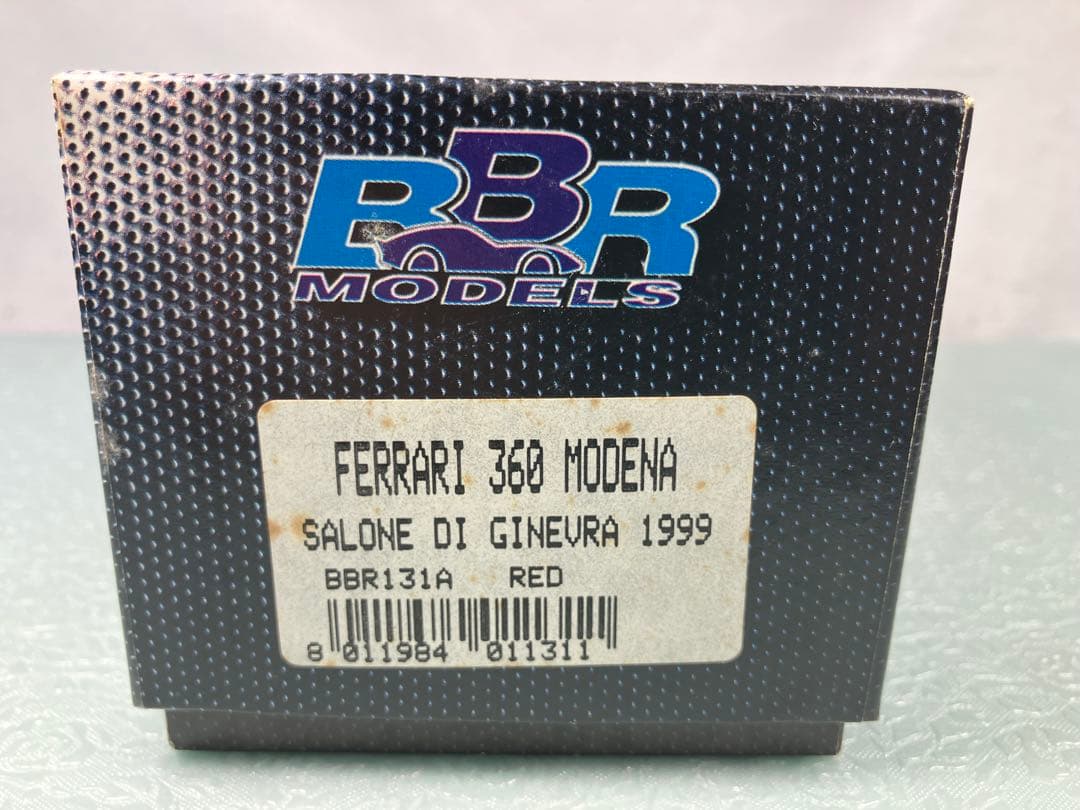 BBR
MODELS
FERRARI 360 MODENA
SALONE DI GINEVRA 1999
BBR131A RED
8 011984 011311